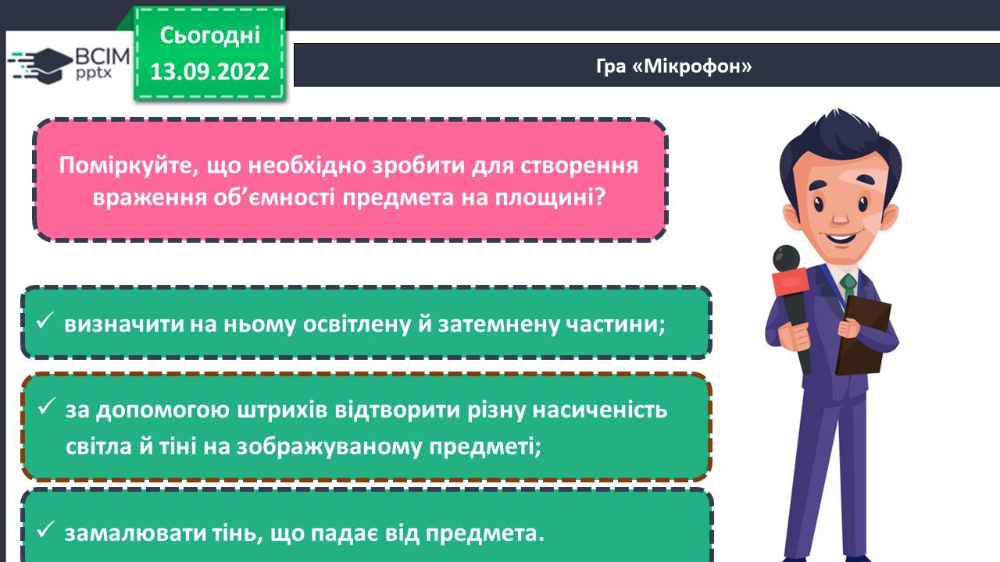 Сьогодні
13.09.2022
BCIM
pptx
Гра «Мікрофон»
Поміркуйте, що необхідно зробити для створення
враження об’ємності предмета на площині?
✓ визначити на ньому освітлену й затемнену частини;
✓ за допомогою штрихів відтворити різну насиченість
світла й тіні на зображуваному предметі;
✓ замалювати тінь, що падає від предмета.